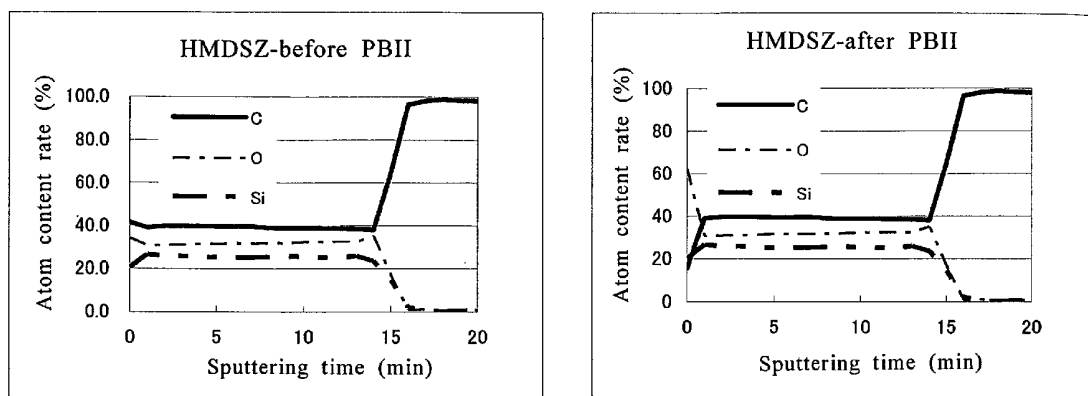 HMDSZ-before PBII
Atom content rate (%)
100.0
80.0
60.0
40.0
20.0
0.0
C
O
Si
0 5 10 15 20
Sputtering time (min)
HMDSZ-after PBII
Atom content rate (%)
100
80
60
40
20
0
C
O
Si
0 5 10 15 20
Sputtering time (min)